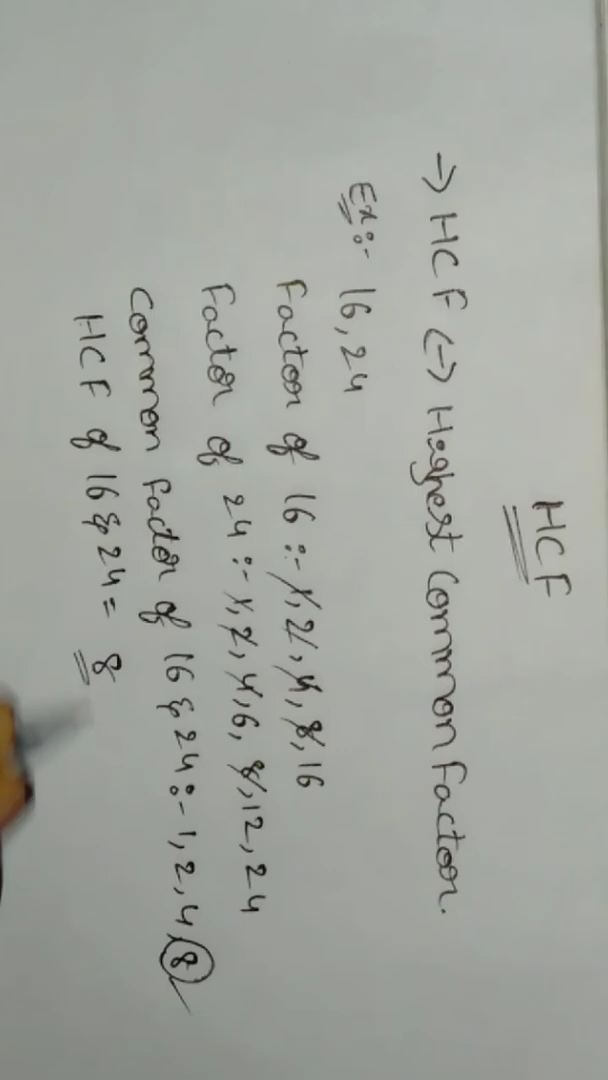 HCF
-> HCF (-> Heghest Common Factor.
Ex:- 16, 24
Factor of 16 :- 1, 2, 4, 8, 16
Factor of 24 :- 1, 2, 4, 6, 8, 12, 24
Common factor of 16 & 24 :- 1, 2, 4, 8
HCF of 16 & 24 = 8